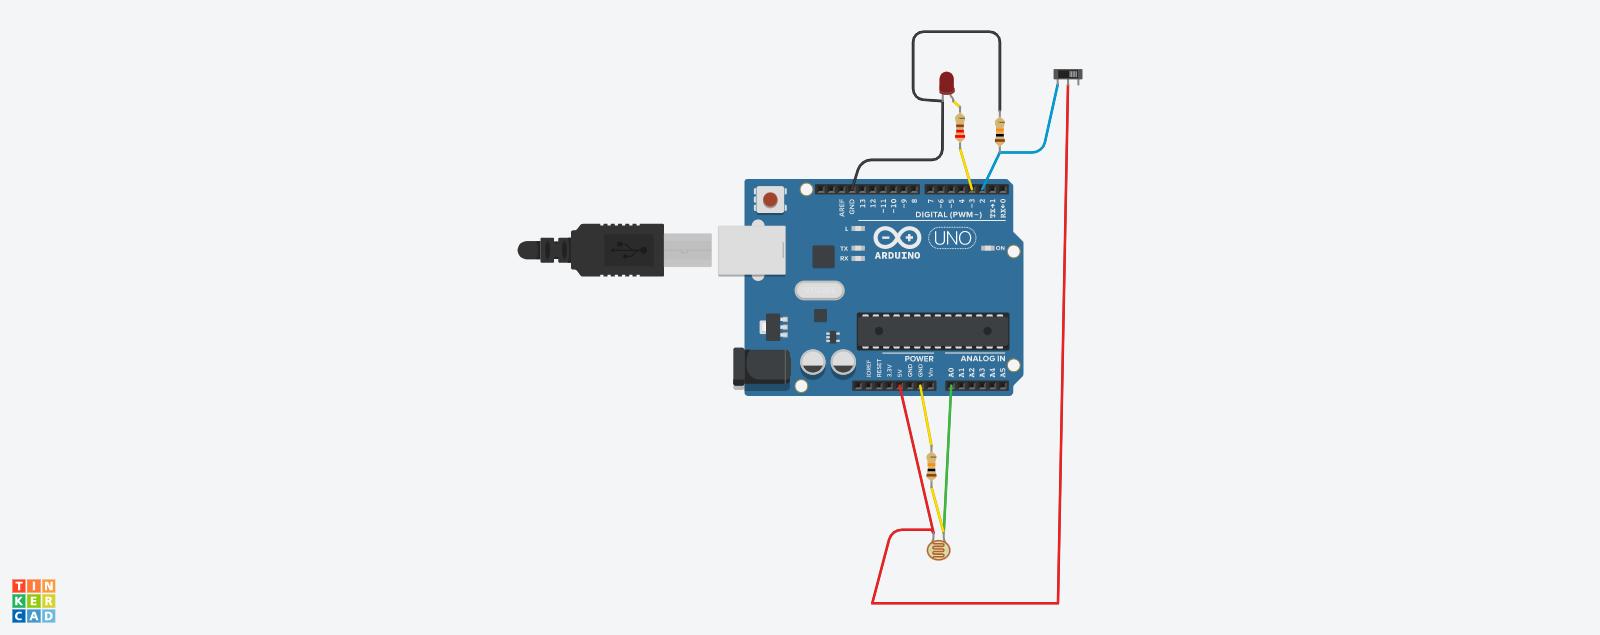 AREF
GND
13
12
~11
~10
~9
8
7
~6
~5
4
~3
2
TX→1
RX←0
DIGITAL (PWM~)
L
TX
RX
UNO
ARDUINO
ON
POWER
ANALOG IN
IOREF
RESET
3.3V
5V
GND
GND
Vin
A0
A1
A2
A3
A4
A5
TIN
KER
CAD